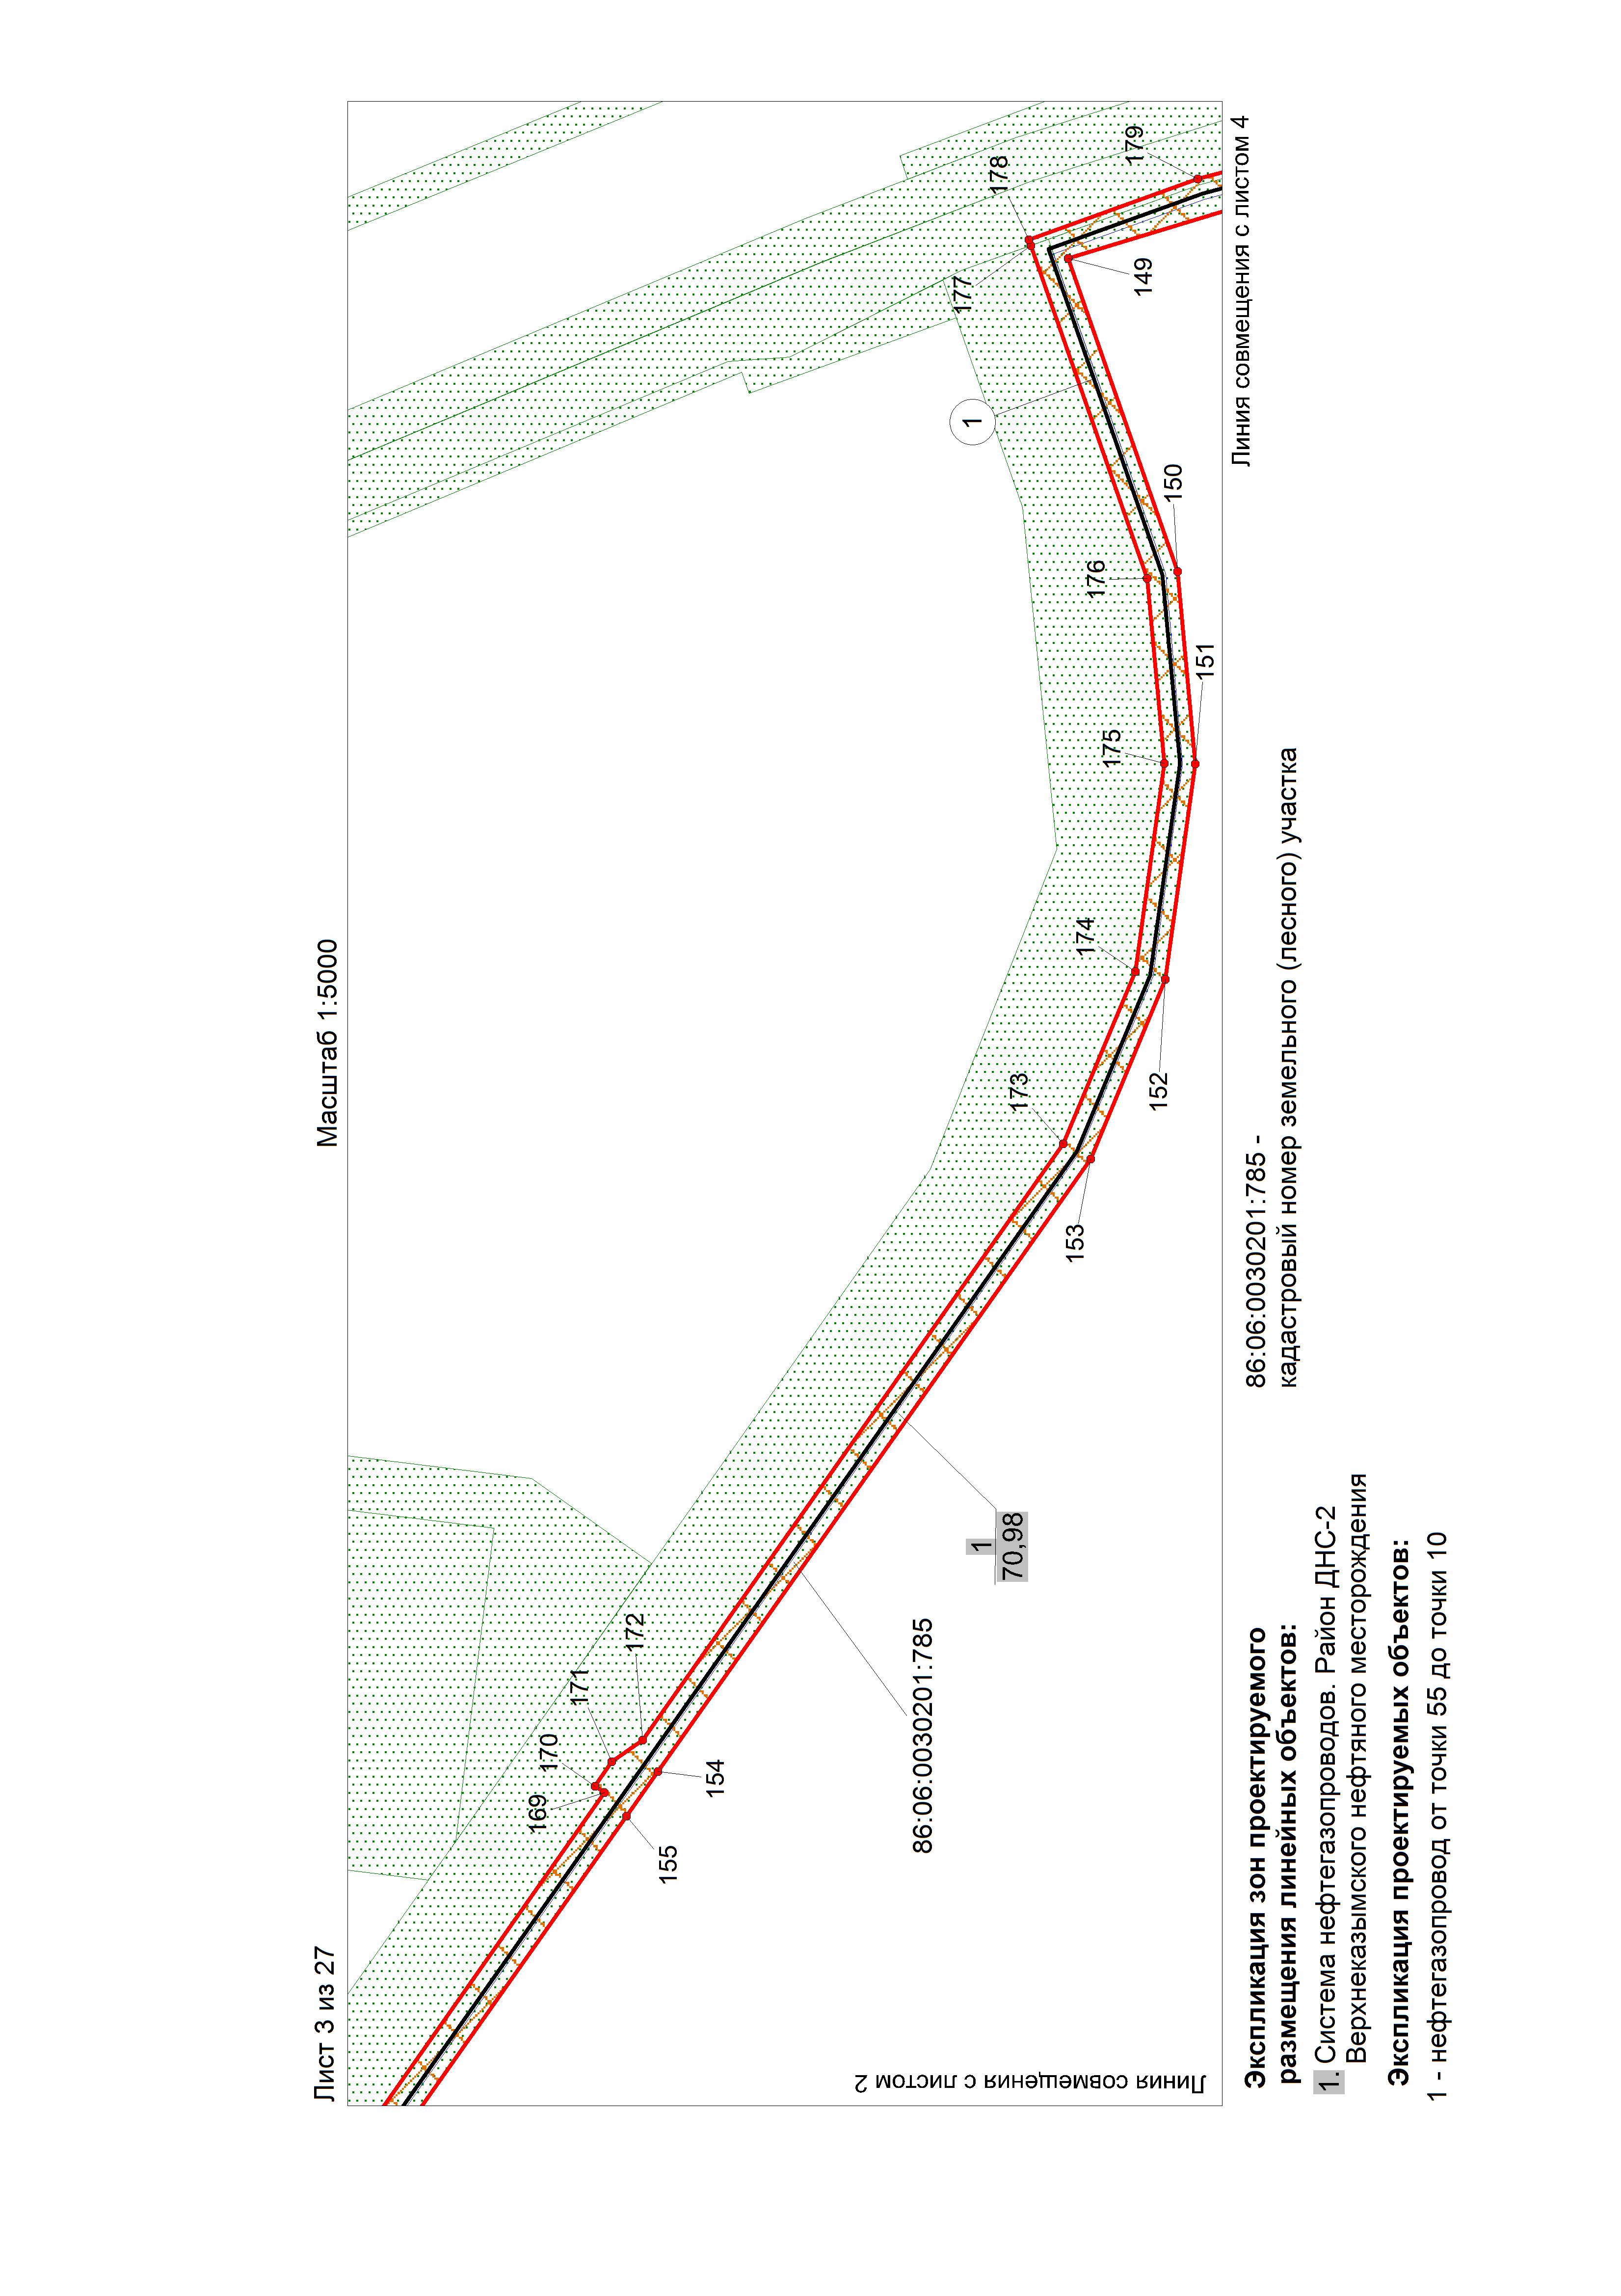 Лист 3 из 27
Масштаб 1:5000
169
170
171
172
155
154
173
153
174
152
175
151
176
150
177
178
149
179
1
1
70,98
86:06:0030201:785
Линия совмещения с листом 2
Линия совмещения с листом 4
86:06:0030201:785 -
кадастровый номер земельного (лесного) участка
Экспликация зон проектируемого
размещения линейных объектов:
1. Система нефтегазопроводов. Район ДНС-2
Верхнеказымского нефтяного месторождения
Экспликация проектируемых объектов:
1 - нефтегазопровод от точки 55 до точки 10